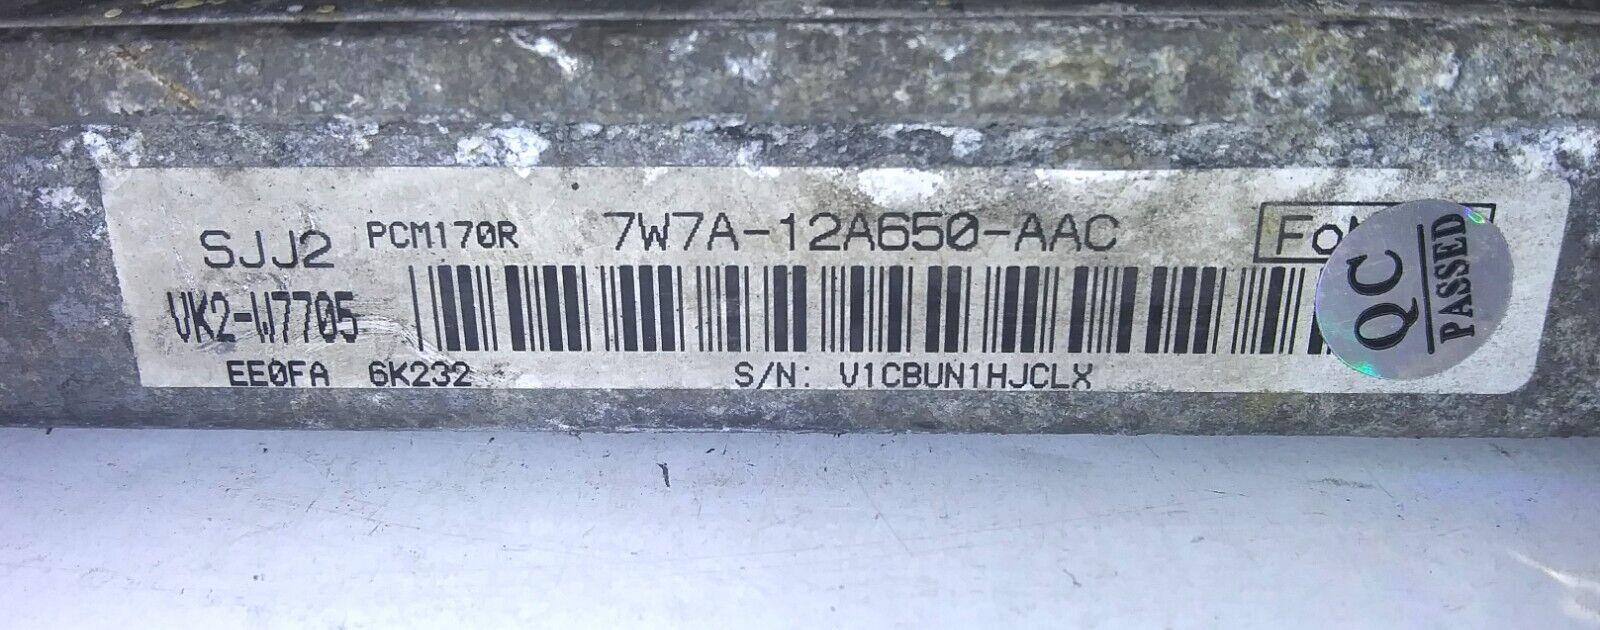 SJJ2 PCM170R 7W7A-12A650-AAC
VK2-W7705
EE0FA 6K232 S/N: V1CBUN1HJCLX
QC
PASSED